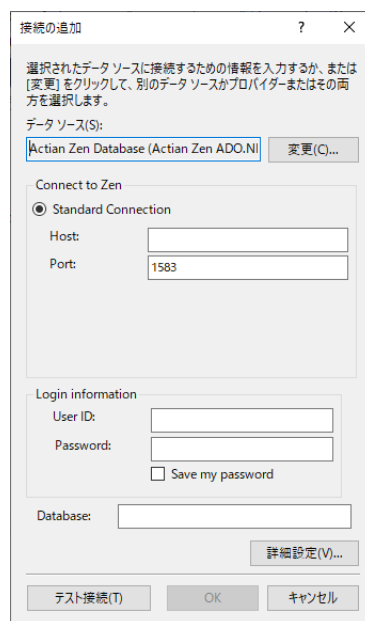 接続の追加
? ×
選択されたデータ ソースに接続するための情報を入力するか、または
[変更] をクリックして、別のデータ ソースかプロバイダーまたはその両
方を選択します。
データ ソース(S):
Actian Zen Database (Actian Zen ADO.NE
変更(C)...
Connect to Zen
Standard Connection
Host:
Port: 1583
Login information
User ID:
Password:
Save my password
Database:
詳細設定(V)...
テスト接続(T) OK キャンセル